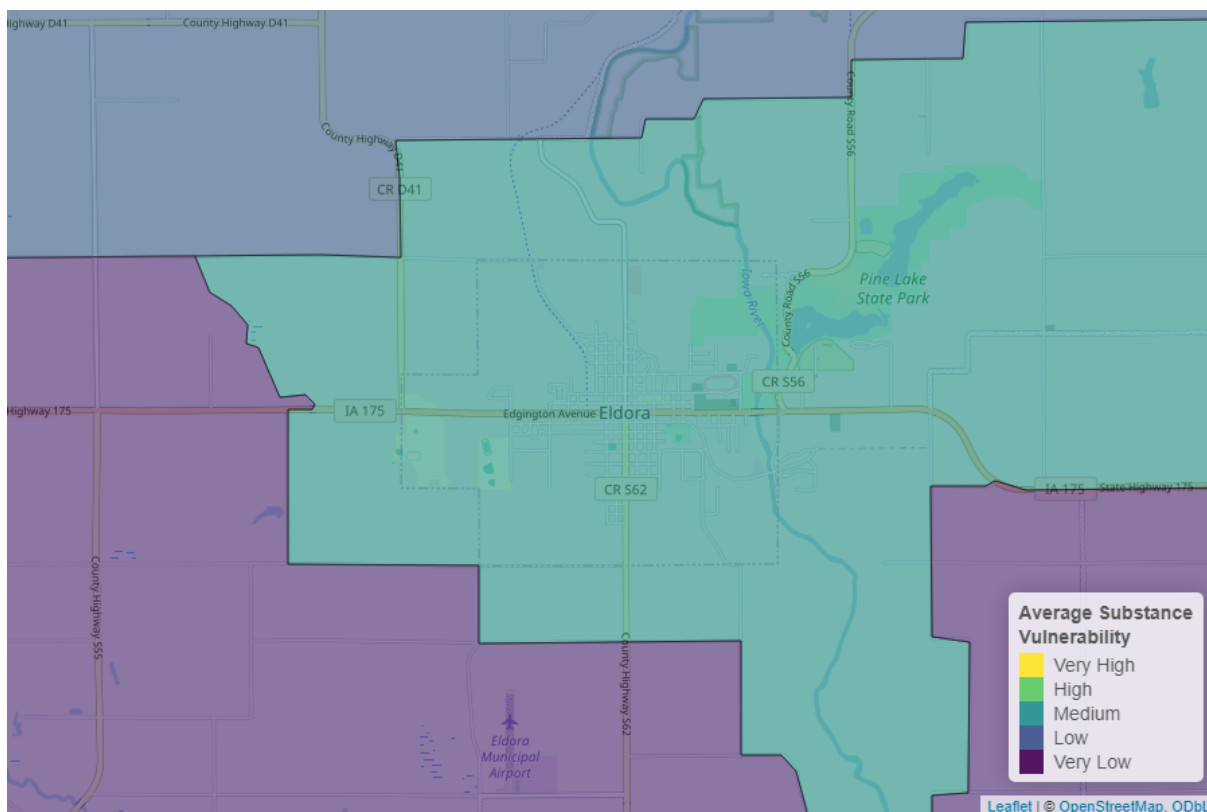 County Highway D41
County Highway D41
County Highway D41
County Road S56
CR D41
Pine Lake
State Park
Iowa River
County Road S56
CR S56
Highway 175
IA 175
Edgington Avenue
Eldora
CR S62
IA 175
State Highway 175
County Highway S55
County Highway S62
Eldora
Municipal
Airport
Average Substance
Vulnerability
Very High
High
Medium
Low
Very Low
Leaflet | © OpenStreetMap, ODbL